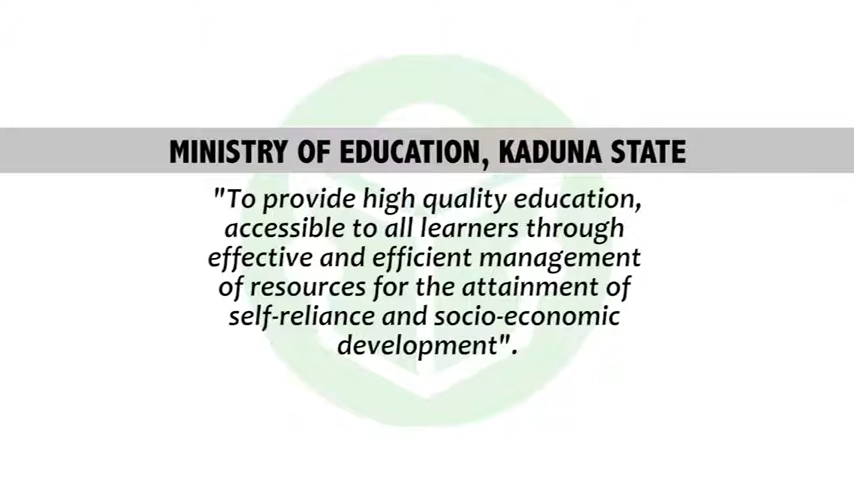 MINISTRY OF EDUCATION, KADUNA STATE
"To provide high quality education,
accessible to all learners through
effective and efficient management
of resources for the attainment of
self-reliance and socio-economic
development".